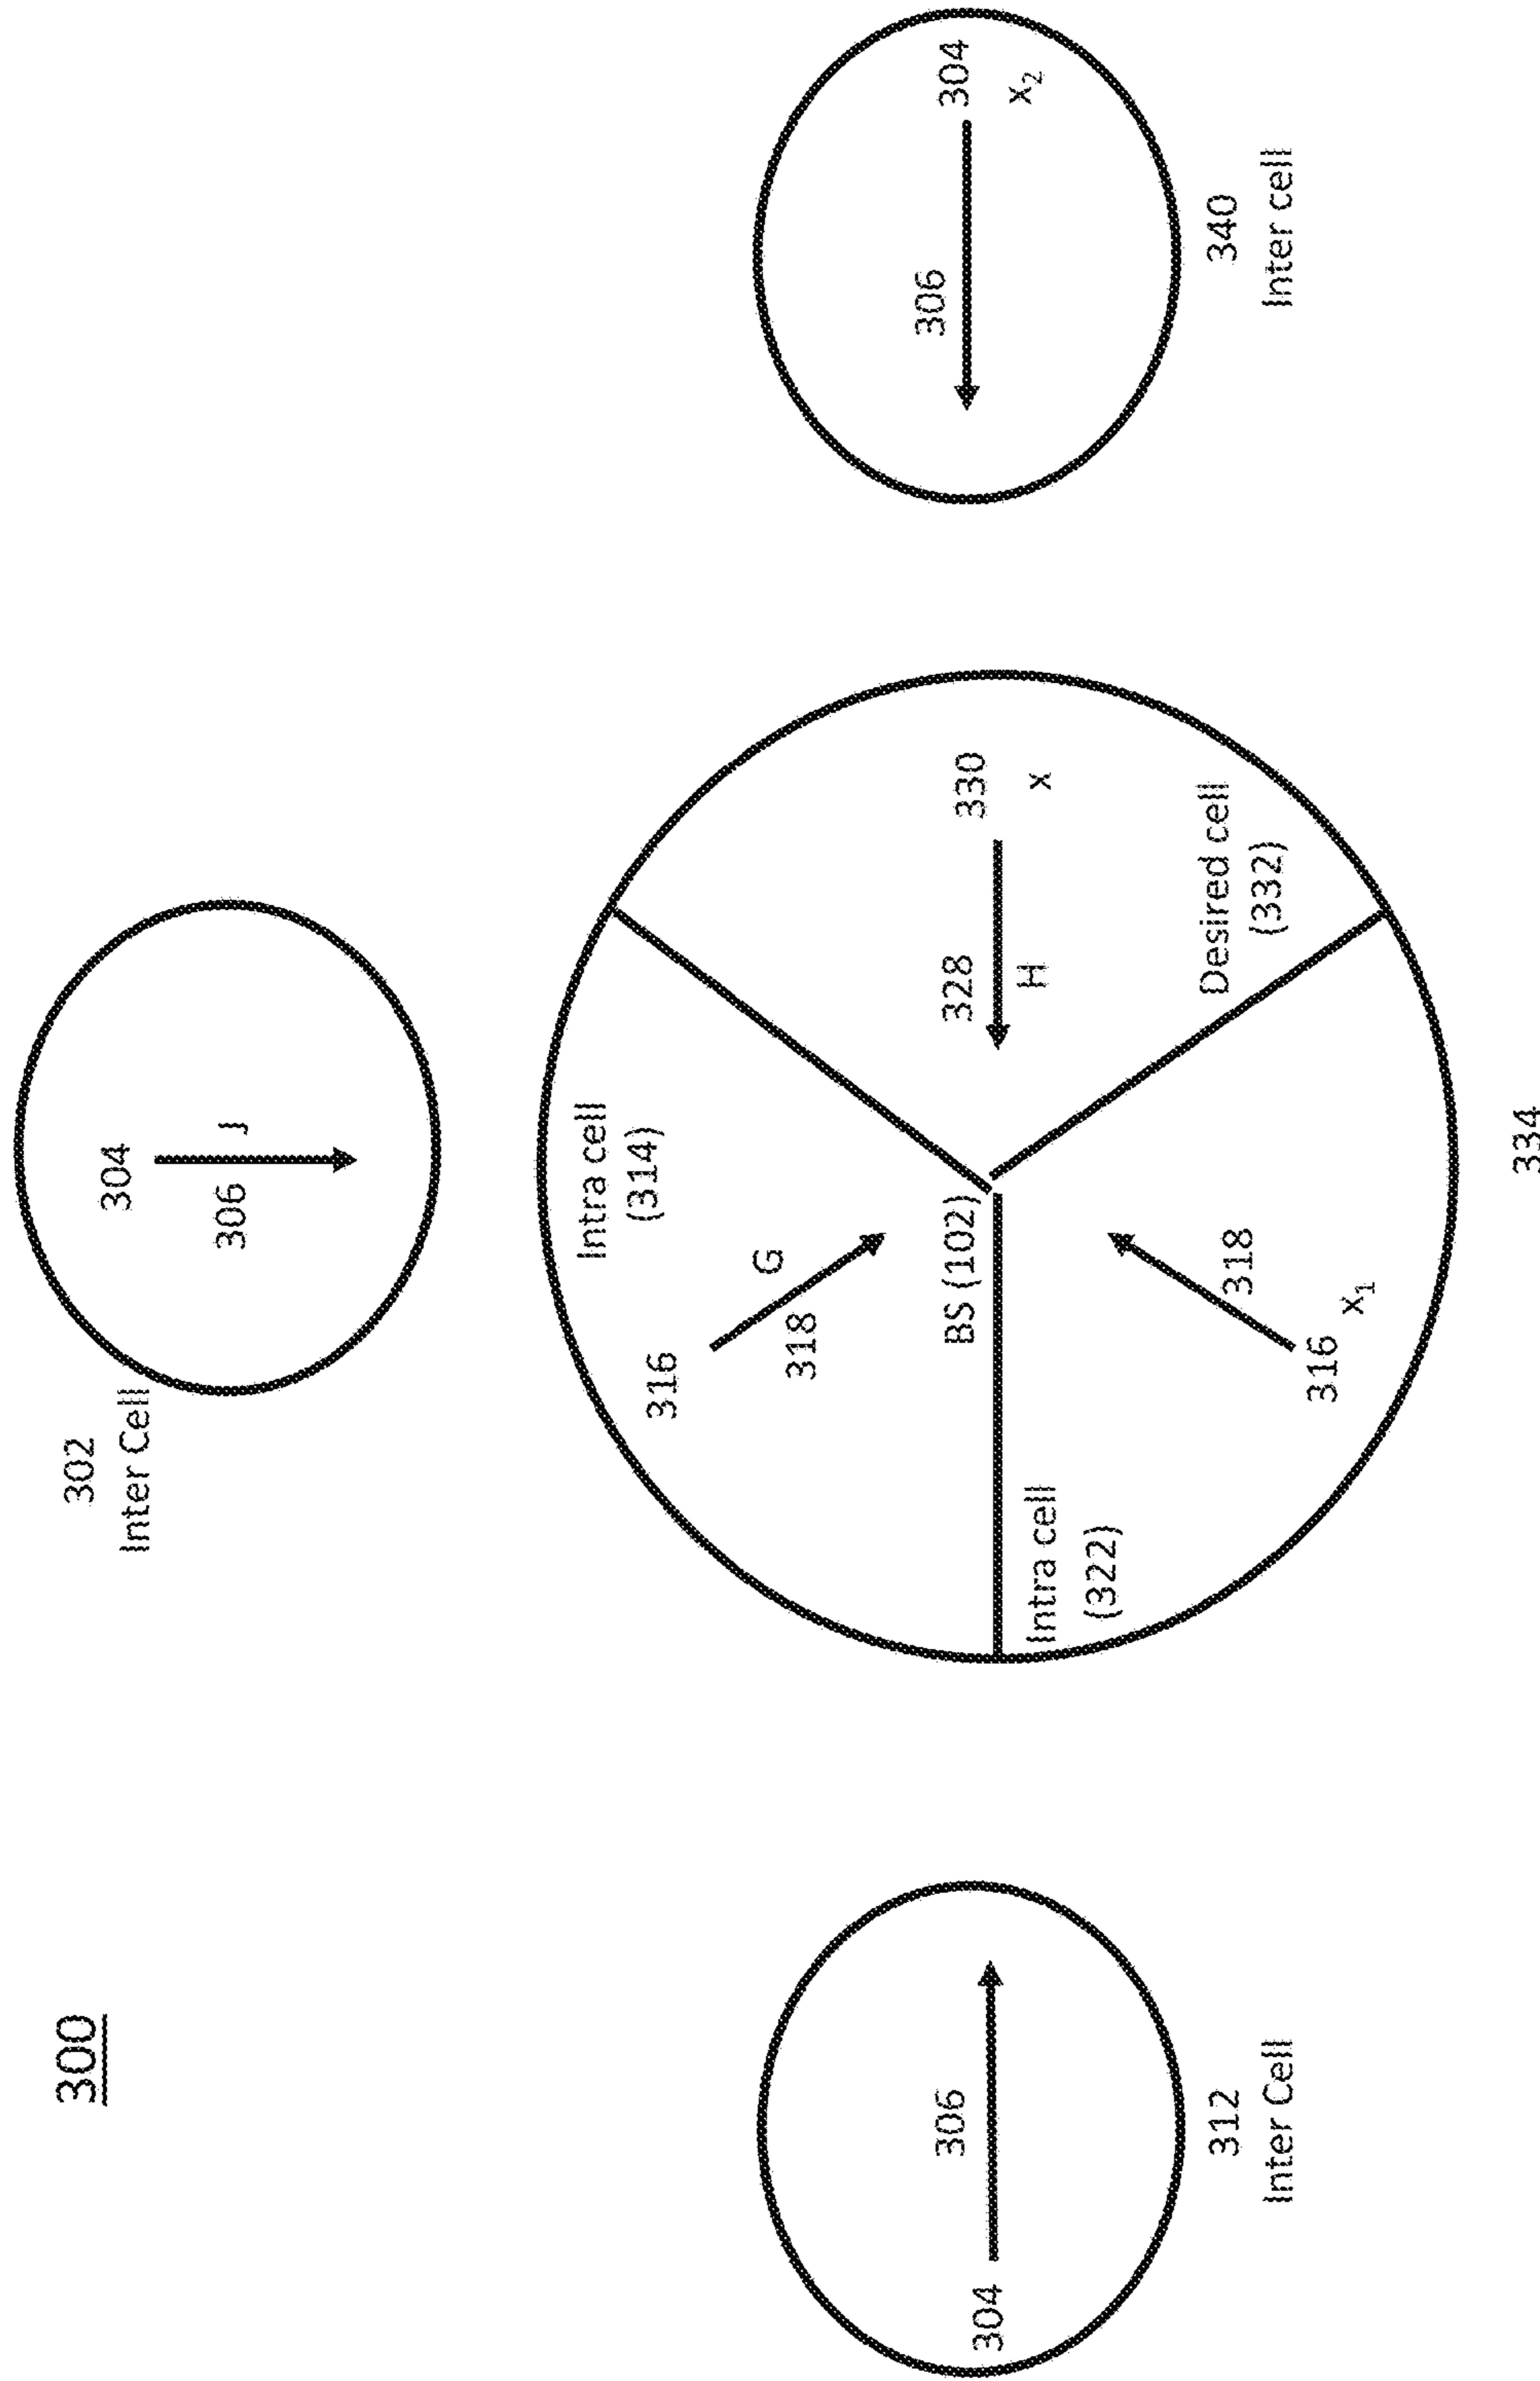 300
302
Inter Cell
304
306
J
Intra cell
(314)
316
G
318
BS (102)
328
H
330
x
Desired cell
(332)
Intra cell
(322)
318
316
x₁
334
306
304
312
Inter Cell
306
304
x₂
340
Inter cell